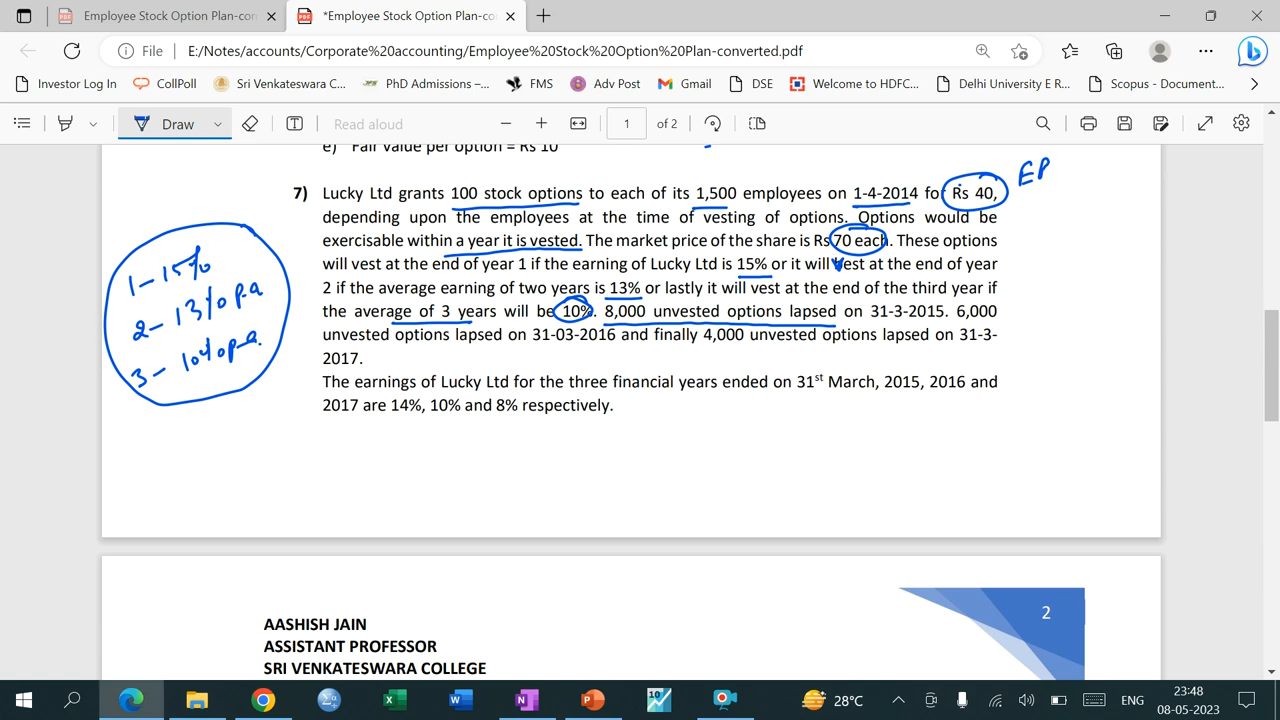 Employee Stock Option Plan-con
*Employee Stock Option Plan-co
File
E:/Notes/accounts/Corporate%20accounting/Employee%20Stock%20Option%20Plan-converted.pdf
Investor Log In
CollPoll
Sri Venkateswara C...
PhD Admissions –...
FMS
Adv Post
Gmail
DSE
Welcome to HDFC...
Delhi University E R...
Scopus - Document...
Draw
Read aloud
1
of 2
e) Fair value per option = Rs 10
EP
7) Lucky Ltd grants 100 stock options to each of its 1,500 employees on 1-4-2014 for Rs 40,
depending upon the employees at the time of vesting of options. Options would be
exercisable within a year it is vested. The market price of the share is Rs 70 each. These options
will vest at the end of year 1 if the earning of Lucky Ltd is 15% or it will vest at the end of year
2 if the average earning of two years is 13% or lastly it will vest at the end of the third year if
the average of 3 years will be 10%. 8,000 unvested options lapsed on 31-3-2015. 6,000
unvested options lapsed on 31-03-2016 and finally 4,000 unvested options lapsed on 31-3-
2017.
The earnings of Lucky Ltd for the three financial years ended on 31st March, 2015, 2016 and
2017 are 14%, 10% and 8% respectively.
1 - 15%
2 - 13% p.a
3 - 10% p.a.
AASHISH JAIN
ASSISTANT PROFESSOR
SRI VENKATESWARA COLLEGE
2
28°C
ENG
23:48
08-05-2023